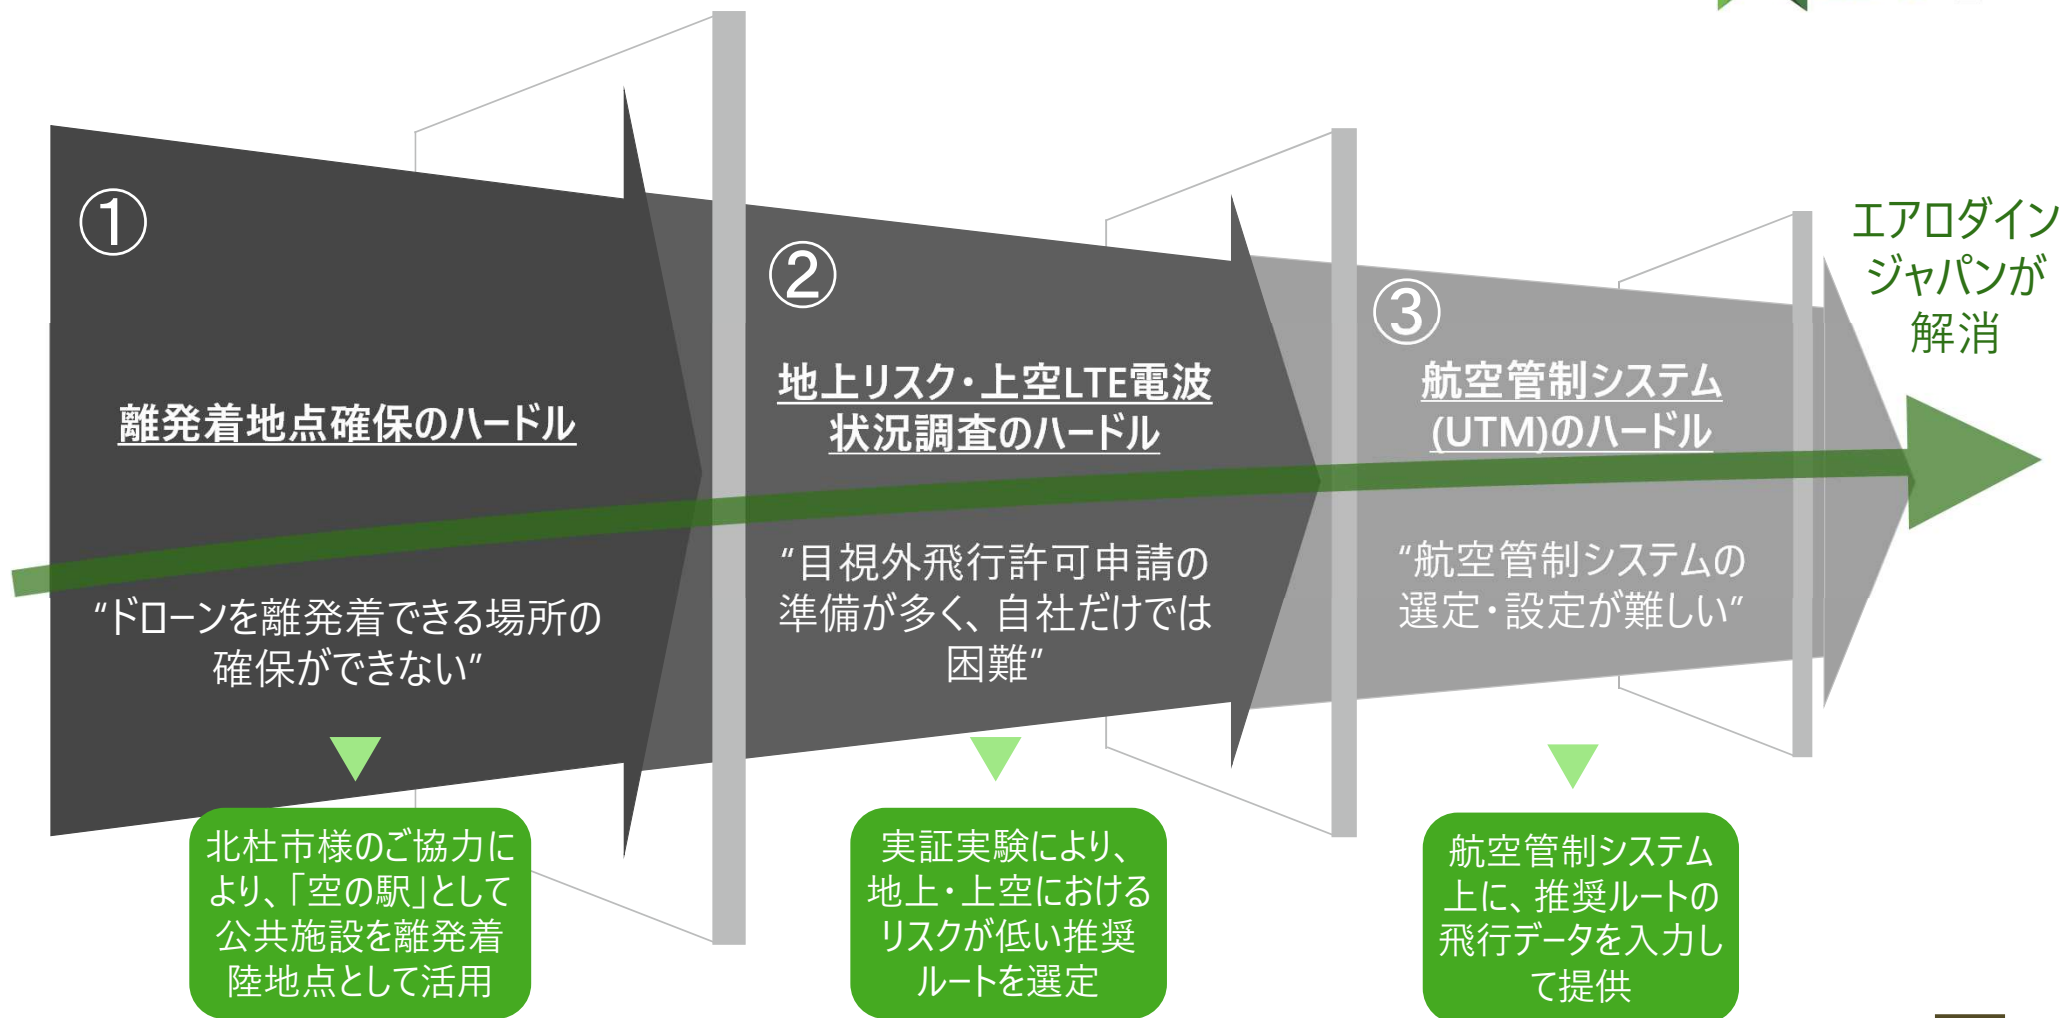 ①
離発着地点確保のハードル
“ドローンを離発着できる場所の
確保ができない”
北杜市様のご協力に
より、「空の駅」として
公共施設を離発着
陸地点として活用
②
地上リスク・上空LTE電波
状況調査のハードル
“目視外飛行許可申請の
準備が多く、自社だけでは
困難”
実証実験により、
地上・上空における
リスクが低い推奨
ルートを選定
③
航空管制システム
(UTM)のハードル
“航空管制システムの
選定・設定が難しい”
航空管制システム
上に、推奨ルートの
飛行データを入力し
て提供
エアロダイン
ジャパンが
解消